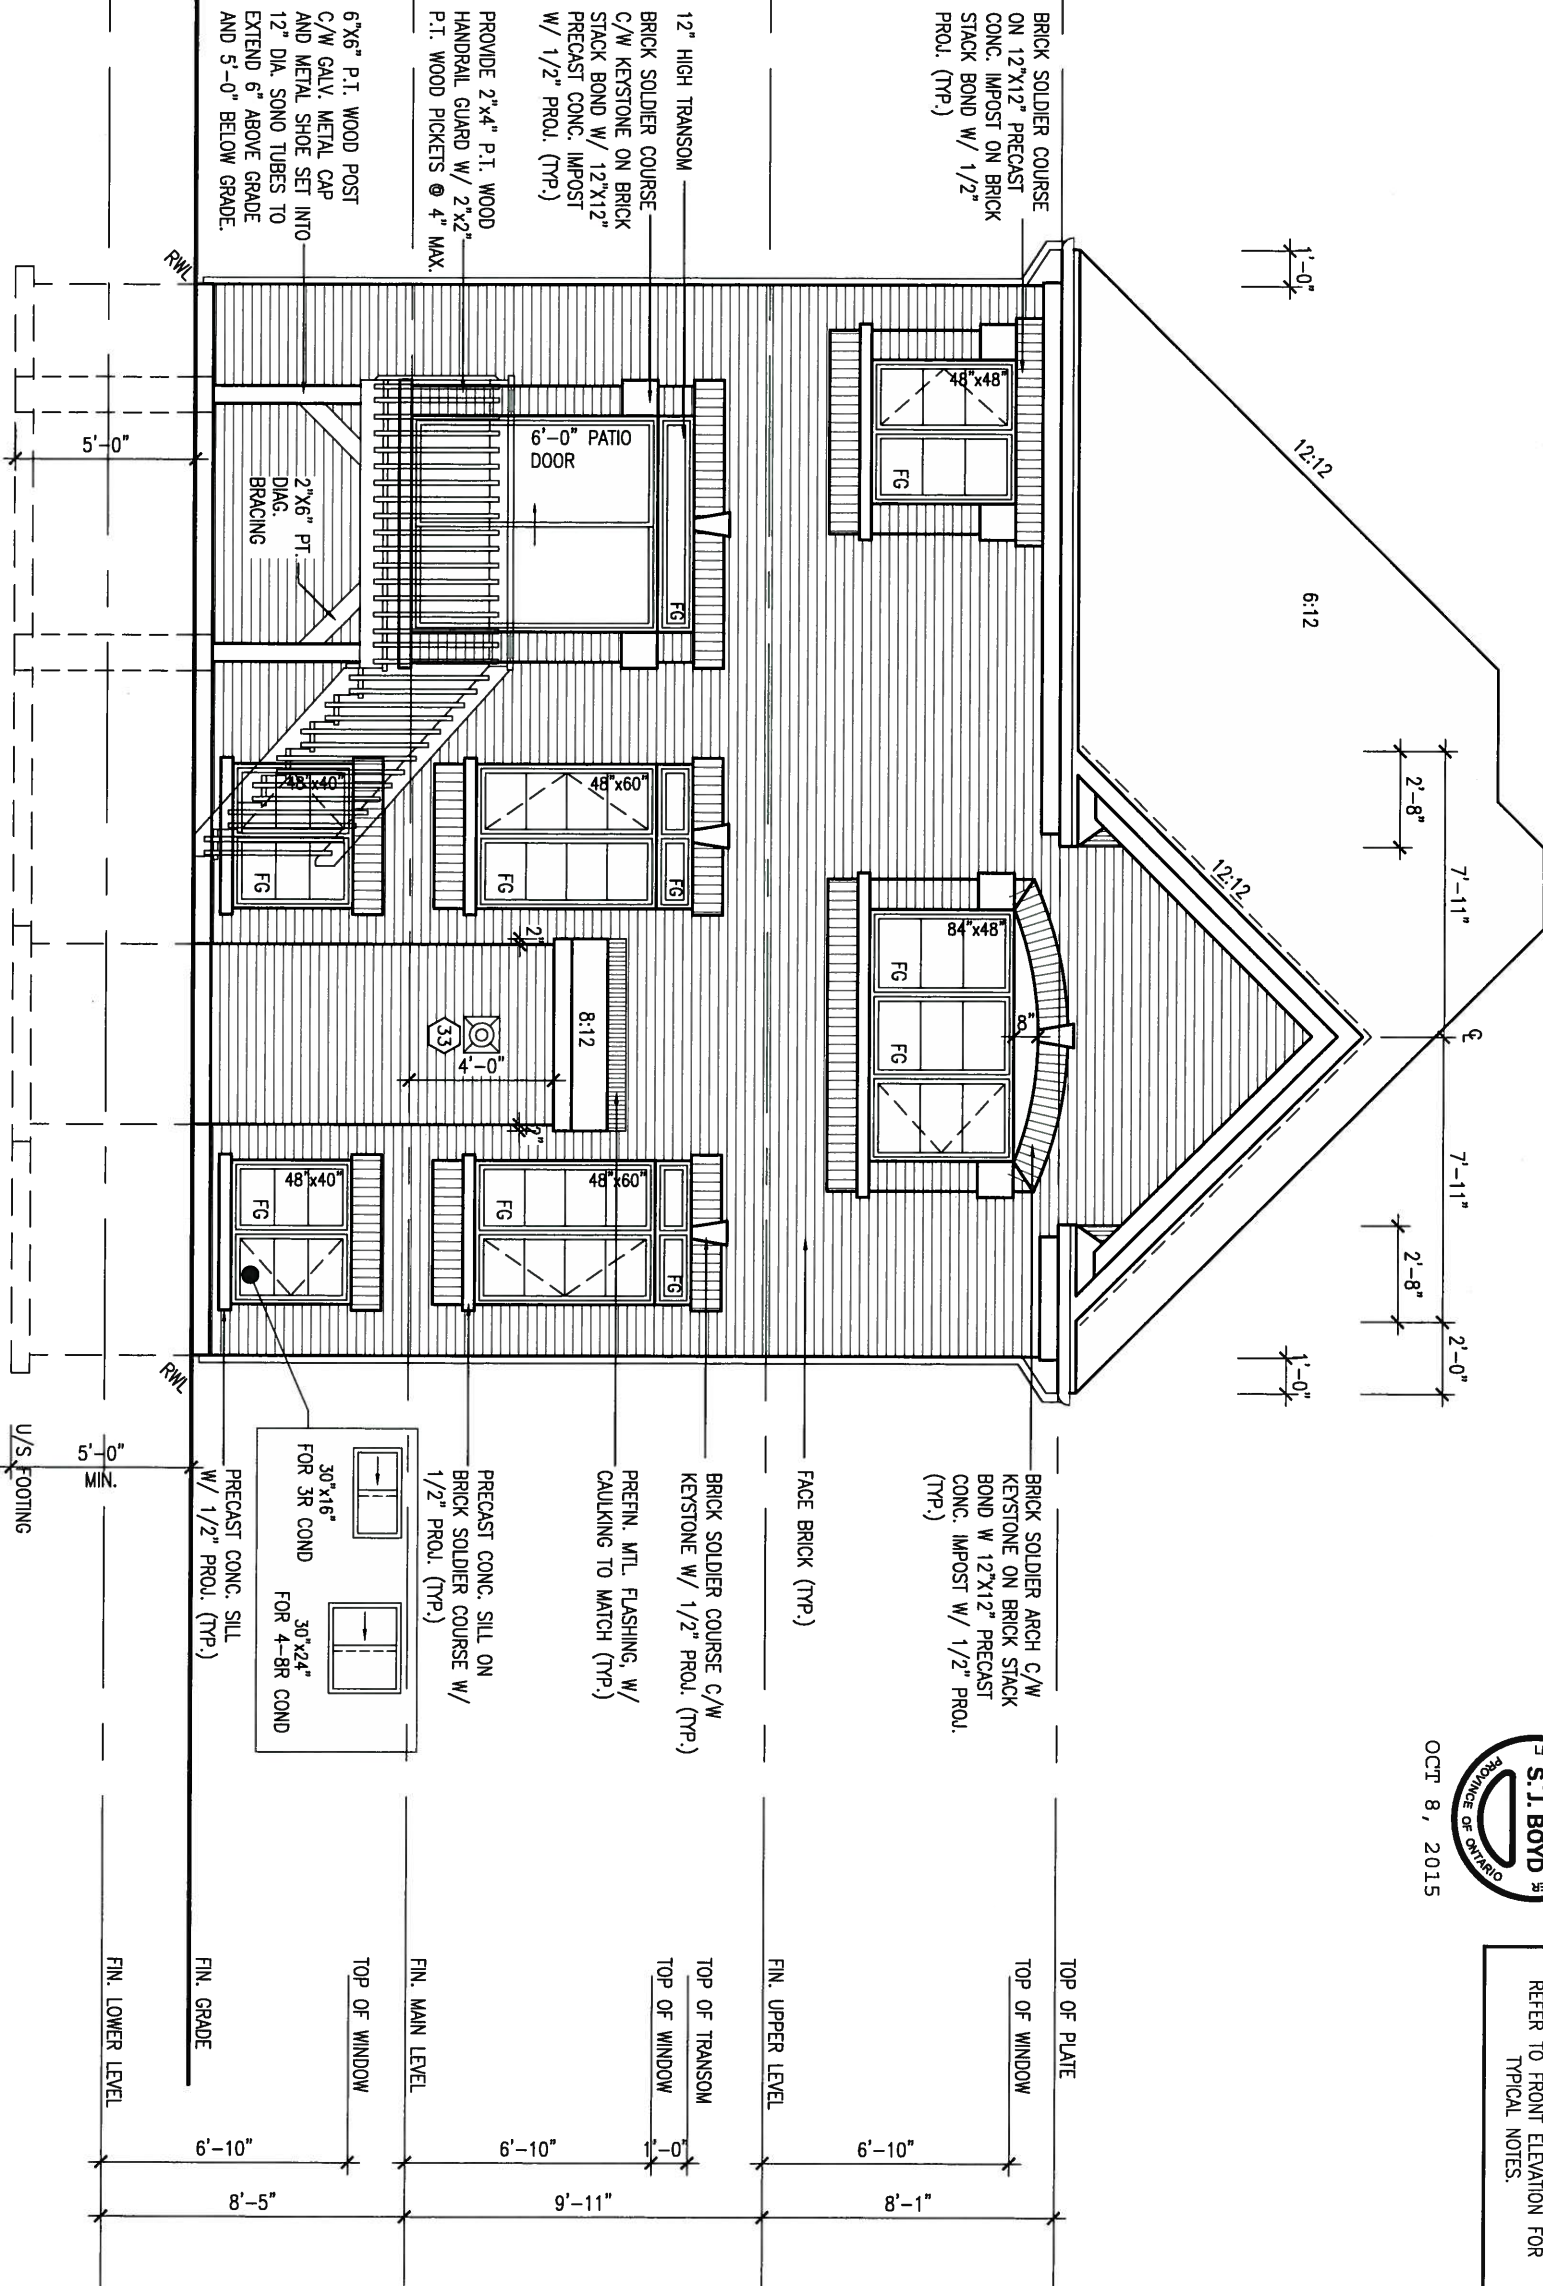 BRICK SOLDIER COURSE
ON 12"X12" PRECAST
CONC. IMPOST ON BRICK
STACK BOND W/ 1/2"
PROJ. (TYP.)
12" HIGH TRANSOM
BRICK SOLDIER COURSE
C/W KEYSTONE ON BRICK
STACK BOND W/ 12"X12"
PRECAST CONC. IMPOST
W/ 1/2" PROJ. (TYP.)
PROVIDE 2"x4" P.T. WOOD
HANDRAIL GUARD W/ 2"x2"
P.T. WOOD PICKETS @ 4" MAX.
6"X6" P.T. WOOD POST
C/W GALV. METAL CAP
AND METAL SHOE SET INTO
12" DIA. SONO TUBES TO
EXTEND 6" ABOVE GRADE
AND 5'-0" BELOW GRADE.
RWL
1'-0"
12:12
6:12
2'-8"
7'-11"
℄
12:12
7'-11"
2'-8"
2'-0"
1'-0"
48"x48"
FG
84"x48"
FG
FG
8"
6'-0" PATIO
DOOR
FG
48"x60"
FG
FG
8:12
2"
2"
33
4'-0"
48"x60"
FG
FG
2"X6" PT.
DIAG.
BRACING
48"x40"
FG
48"x40"
FG
5'-0"
RWL
BRICK SOLDIER ARCH C/W
KEYSTONE ON BRICK STACK
BOND W 12"X12" PRECAST
CONC. IMPOST W/ 1/2" PROJ.
(TYP.)
FACE BRICK (TYP.)
BRICK SOLDIER COURSE C/W
KEYSTONE W/ 1/2" PROJ. (TYP.)
PREFIN. MTL. FLASHING, W/
CAULKING TO MATCH (TYP.)
PRECAST CONC. SILL ON
BRICK SOLDIER COURSE W/
1/2" PROJ. (TYP.)
30"x16"
FOR 3R COND
30"x24"
FOR 4-8R COND
PRECAST CONC. SILL
W/ 1/2" PROJ. (TYP.)
5'-0"
MIN.
U/S FOOTING
S. J. BOYD
PROVINCE OF ONTARIO
OCT 8, 2015
REFER TO FRONT ELEVATION FOR
TYPICAL NOTES.
TOP OF PLATE
TOP OF WINDOW
FIN. UPPER LEVEL
TOP OF TRANSOM
TOP OF WINDOW
FIN. MAIN LEVEL
TOP OF WINDOW
FIN. GRADE
FIN. LOWER LEVEL
6'-10"
1'-0"
6'-10"
6'-10"
8'-1"
9'-11"
8'-5"